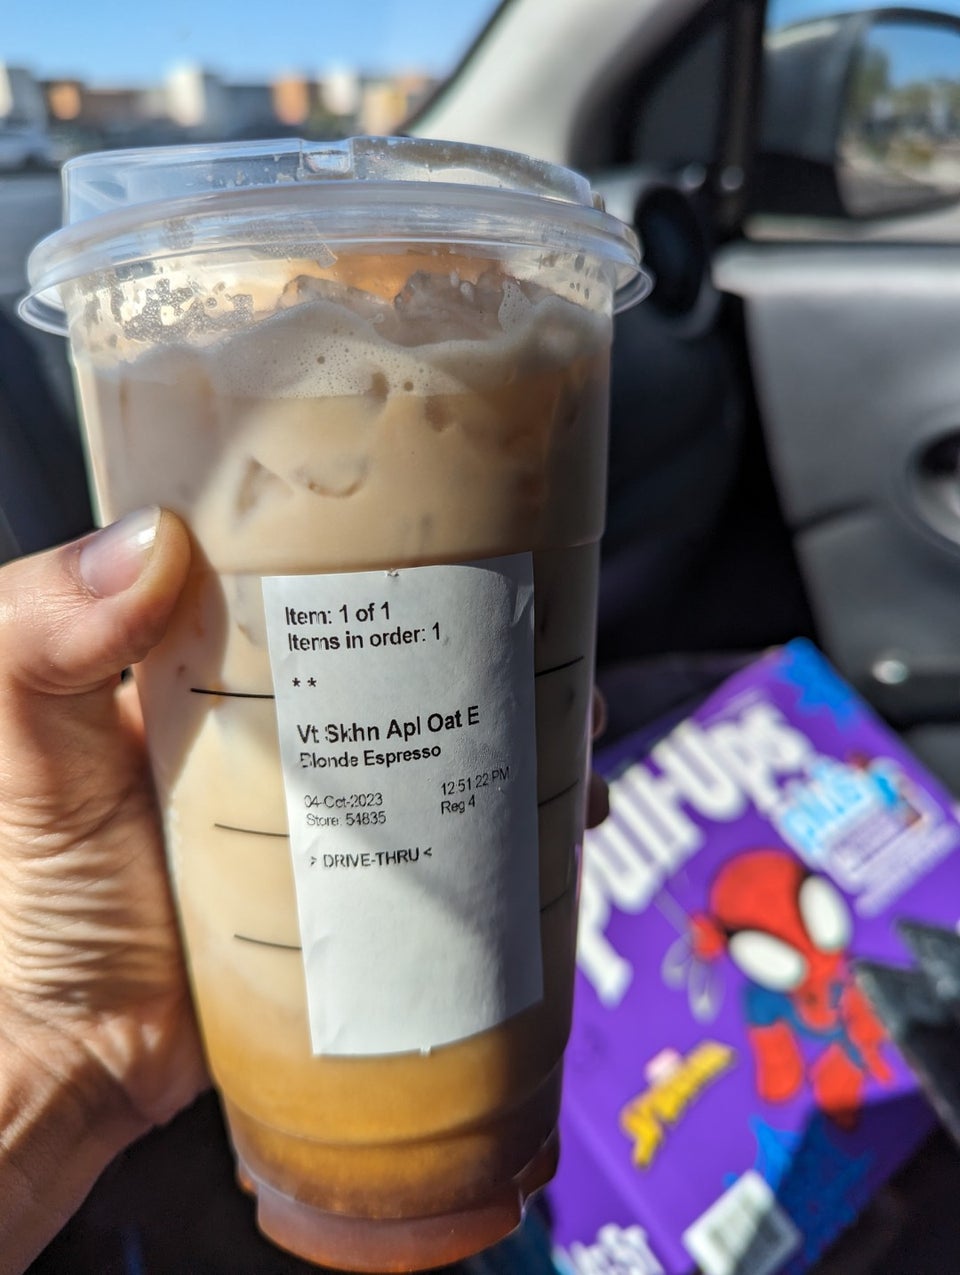 Item: 1 of 1
Items in order: 1
* *
Vt Skhn Apl Oat E
Blonde Espresso
04-Oct-2023 12:51:22 PM
Store: 54835 Reg 4
> DRIVE-THRU <
Pull-Ups